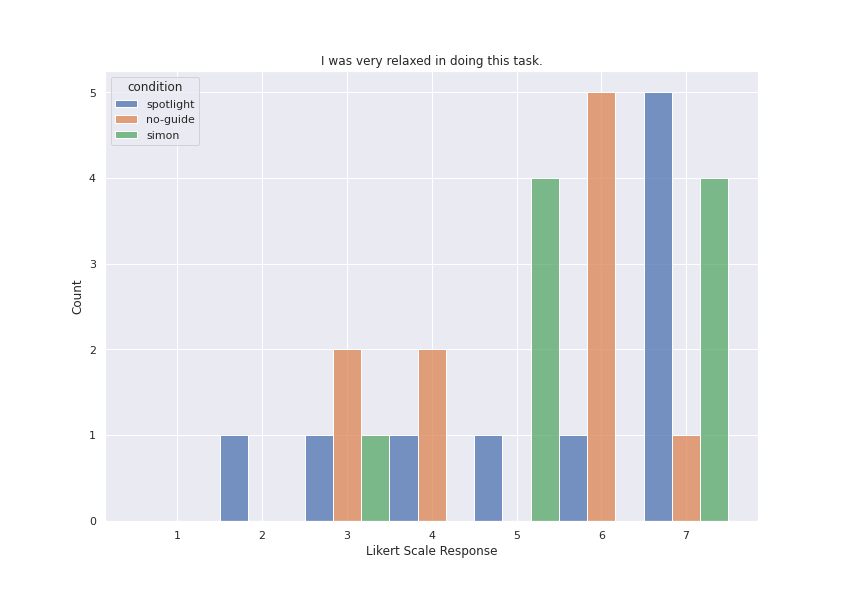 I was very relaxed in doing this task.
condition
spotlight
no-guide
simon
5
4
3
2
1
0
Count
1 2 3 4 5 6 7
Likert Scale Response